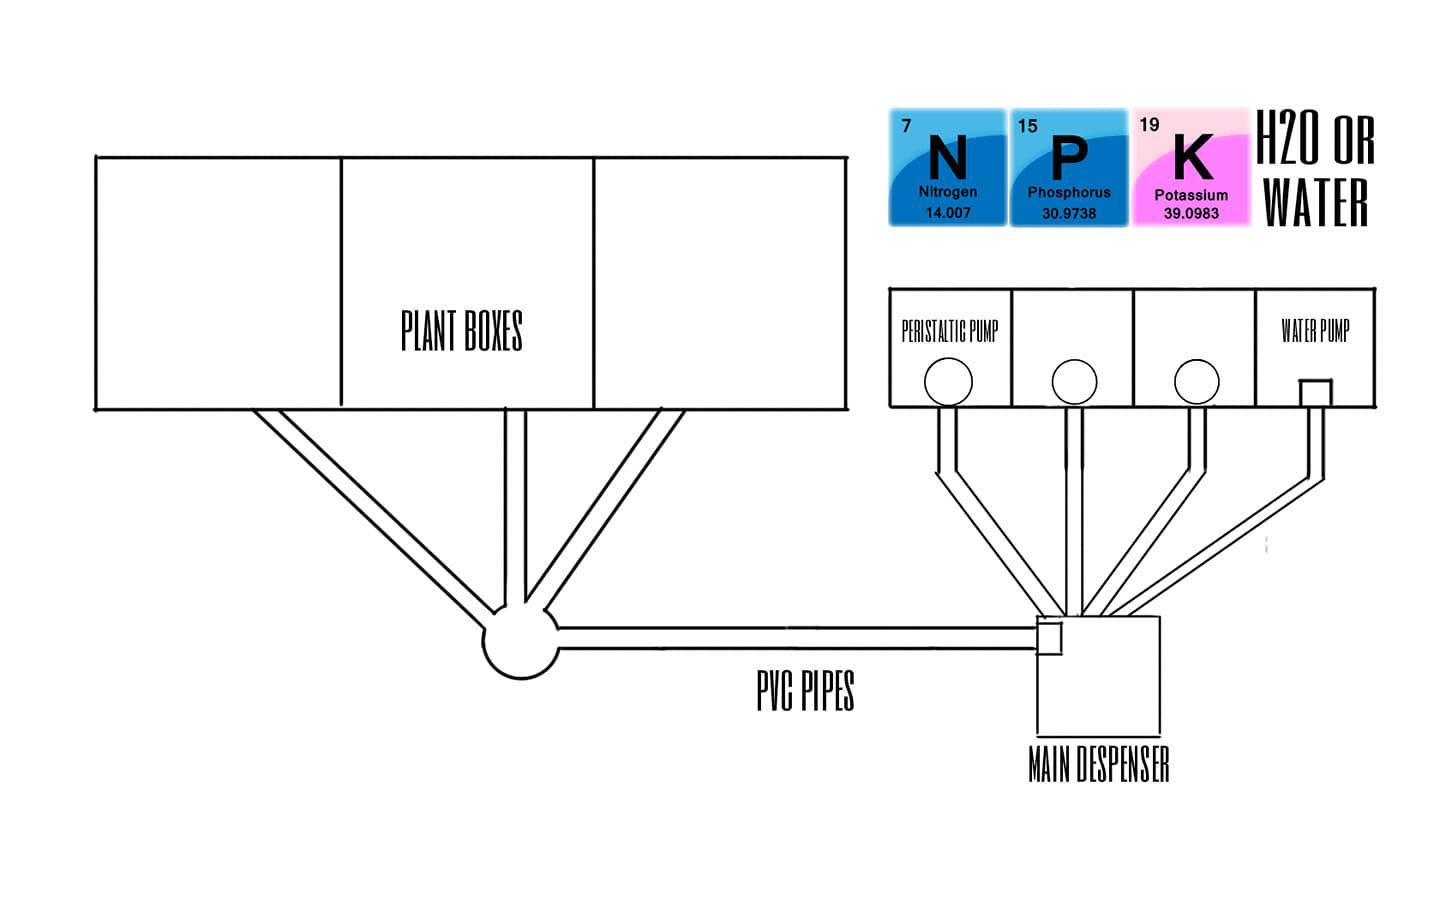 7
N
Nitrogen
14.007
15
P
Phosphorus
30.9738
19
K
Potassium
39.0983
H2O OR
WATER
PLANT BOXES
PERISTALTIC PUMP
WATER PUMP
PVC PIPES
MAIN DESPENSER